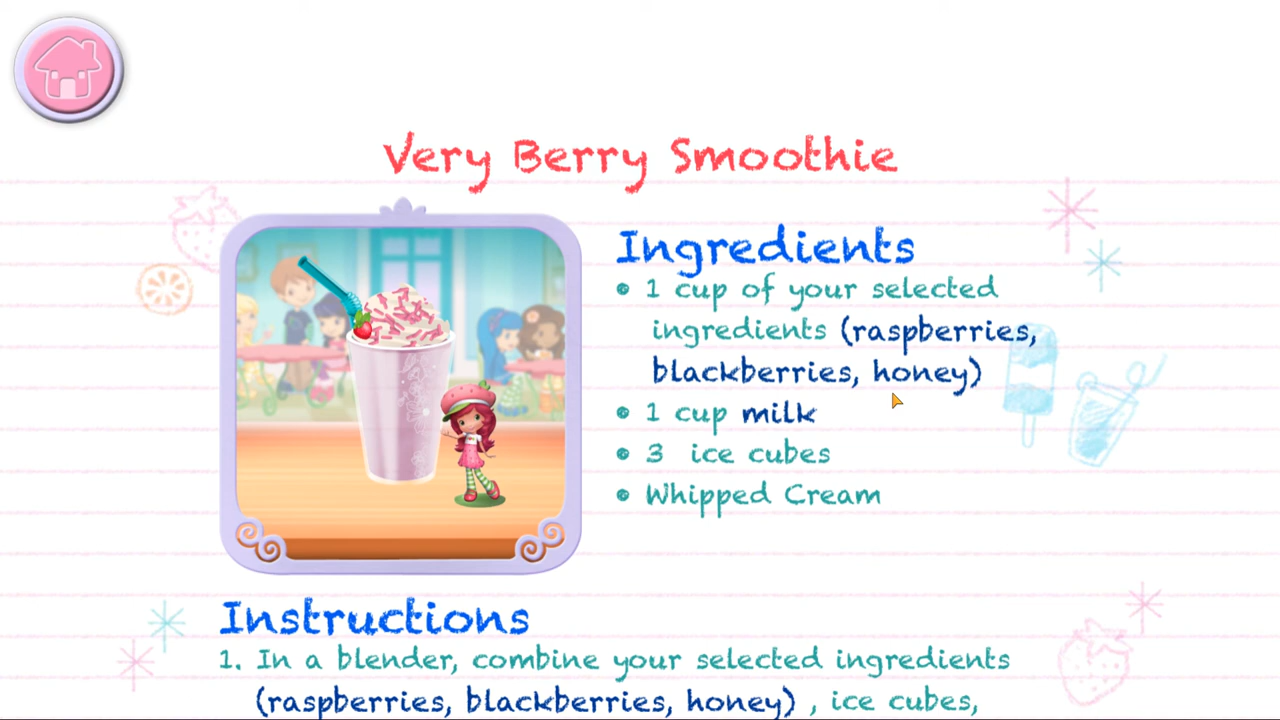 Very Berry Smoothie
Ingredients
• 1 cup of your selected
ingredients (raspberries,
blackberries, honey)
• 1 cup milk
• 3 ice cubes
• Whipped Cream
Instructions
1. In a blender, combine your selected ingredients
(raspberries, blackberries, honey) , ice cubes,